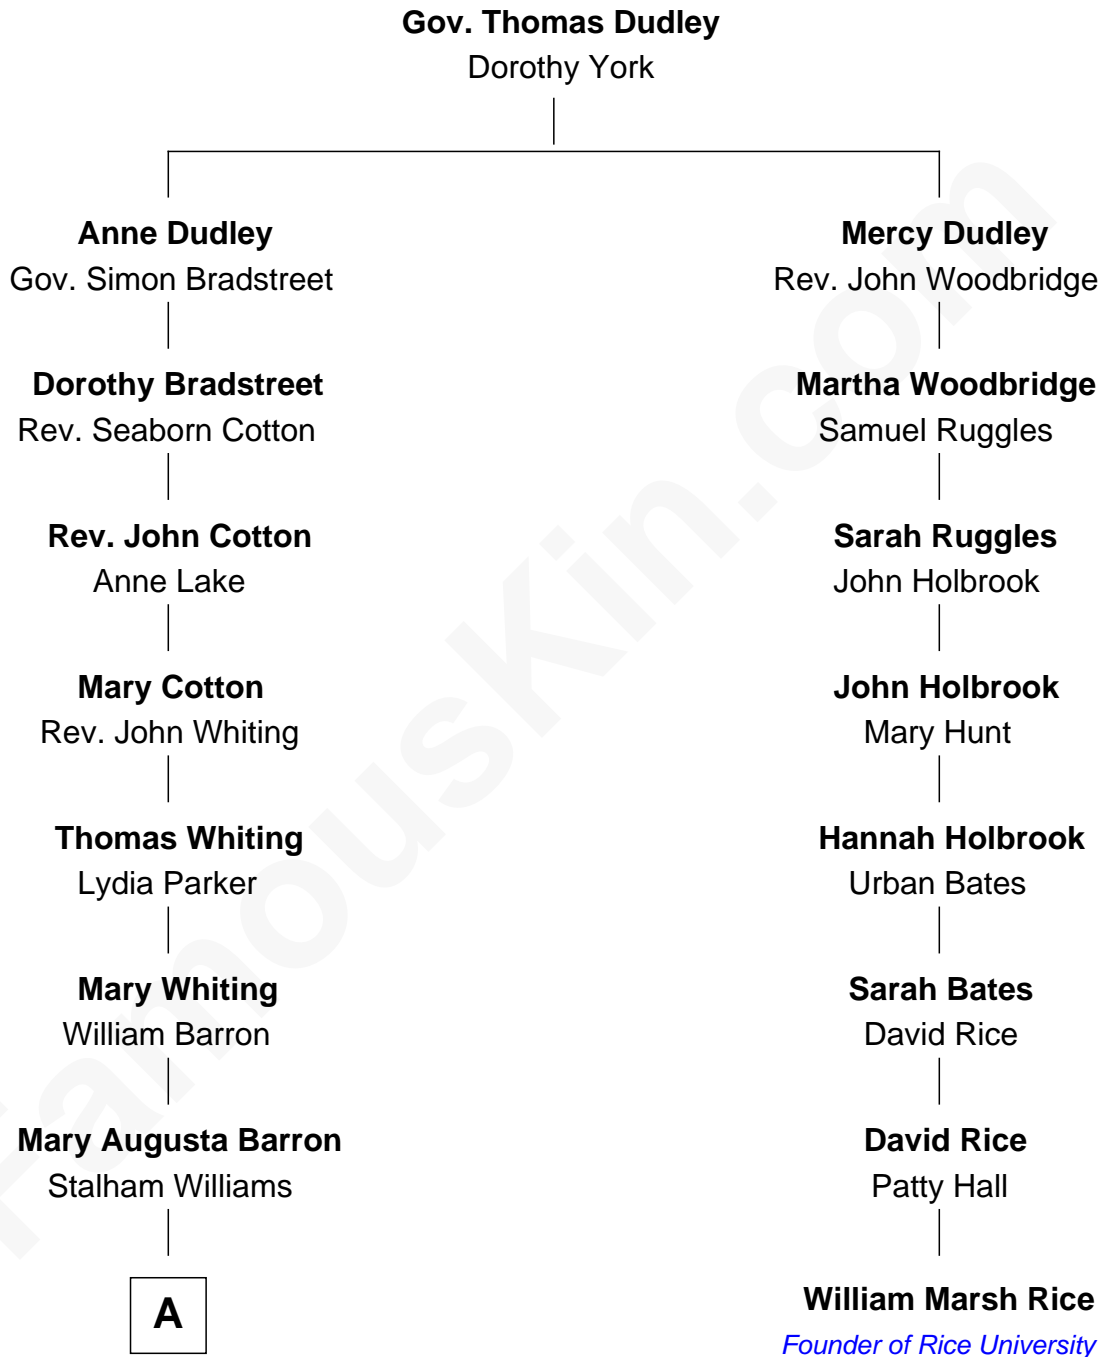 Gov. Thomas Dudley
Dorothy York
Anne Dudley
Gov. Simon Bradstreet
Mercy Dudley
Rev. John Woodbridge
Dorothy Bradstreet
Rev. Seaborn Cotton
Martha Woodbridge
Samuel Ruggles
Rev. John Cotton
Anne Lake
Sarah Ruggles
John Holbrook
Mary Cotton
Rev. John Whiting
John Holbrook
Mary Hunt
Thomas Whiting
Lydia Parker
Hannah Holbrook
Urban Bates
Mary Whiting
William Barron
Sarah Bates
David Rice
Mary Augusta Barron
Stalham Williams
David Rice
Patty Hall
A
William Marsh Rice
Founder of Rice University
FamousKin.com